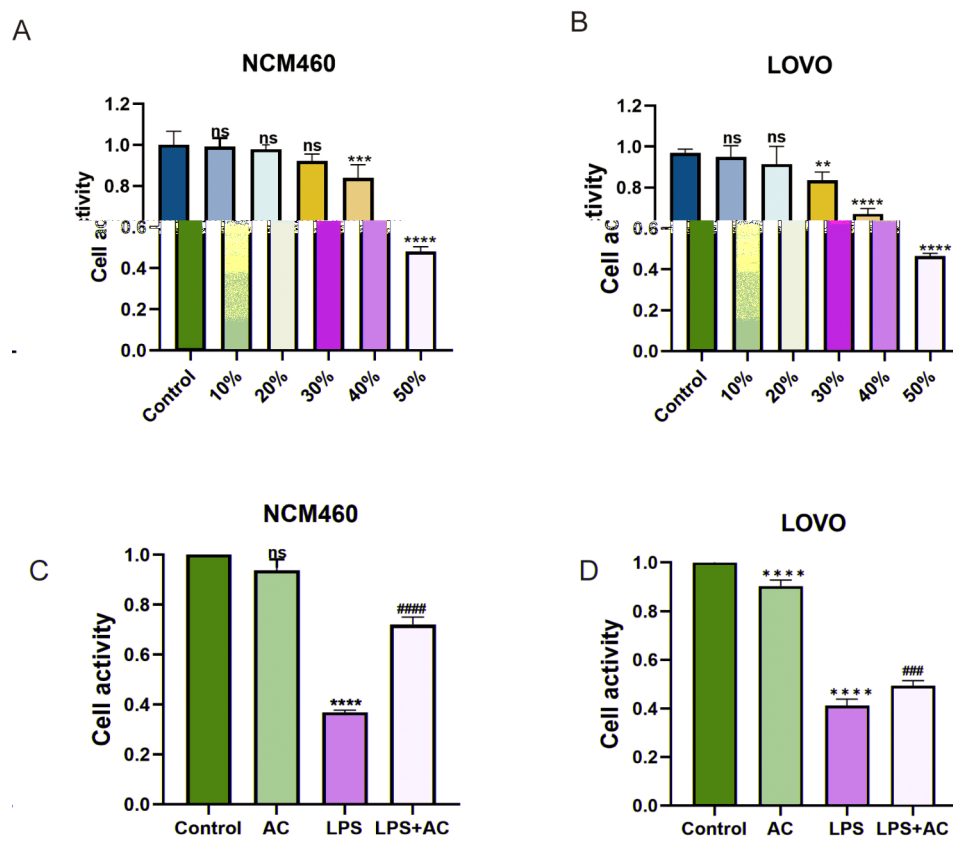 A
NCM460
Cell activity
1.2
1.0
0.8
0.6
0.4
0.2
0.0
ns
ns
ns
***
****
Control
10%
20%
30%
40%
50%
B
LOVO
Cell activity
1.2
1.0
0.8
0.6
0.4
0.2
0.0
ns
ns
**
****
****
Control
10%
20%
30%
40%
50%
C
NCM460
Cell activity
1.0
0.8
0.6
0.4
0.2
0.0
ns
****
####
Control
AC
LPS
LPS+AC
D
LOVO
Cell activity
1.0
0.8
0.6
0.4
0.2
0.0
****
****
###
Control
AC
LPS
LPS+AC